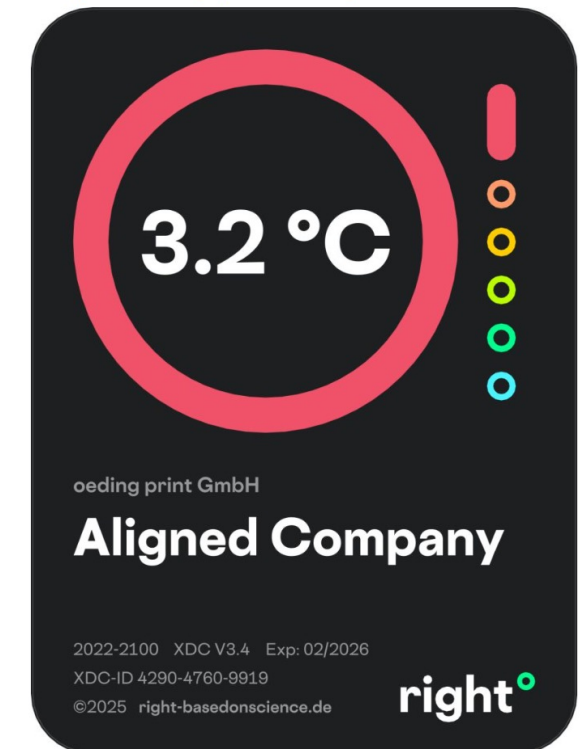 3.2 °C
oeding print GmbH
Aligned Company
2022-2100 XDC V3.4 Exp: 02/2026
XDC-ID 4290-4760-9919
©2025 right-basedonscience.de
right°